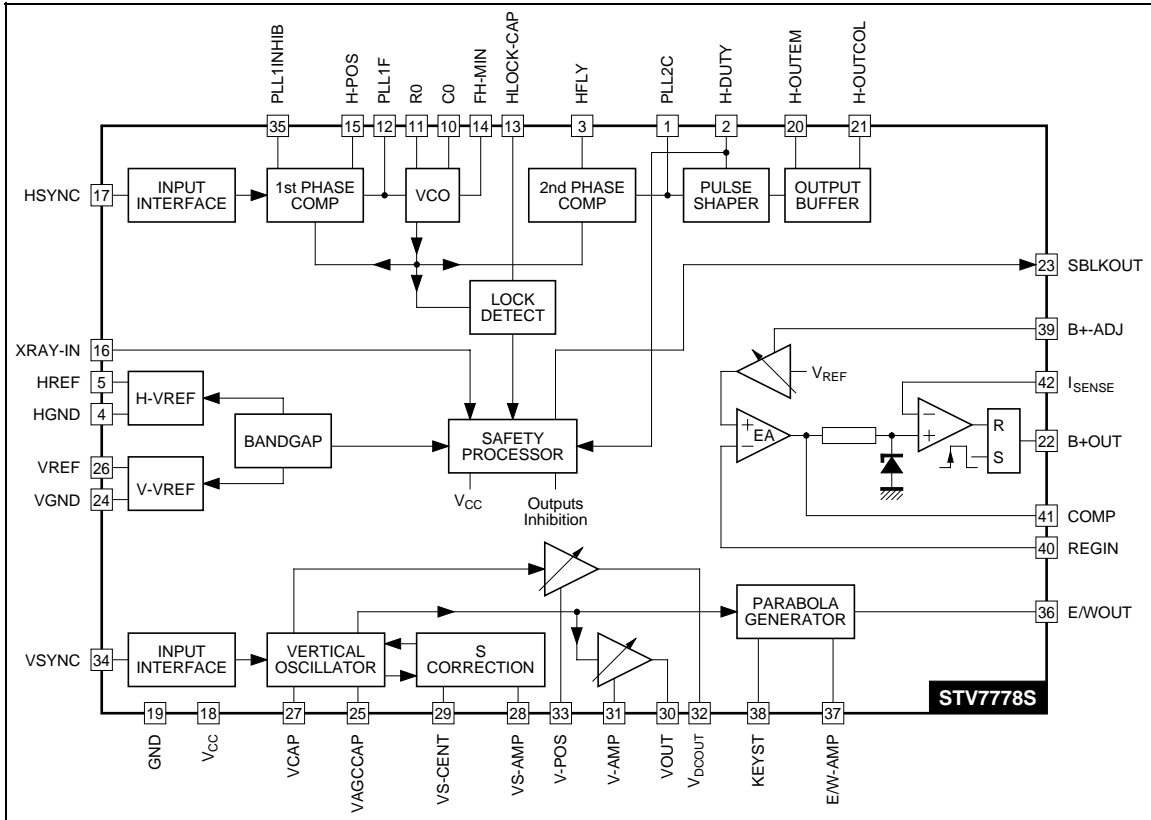 PLL1INHIB
H-POS
PLL1F
R0
C0
FH-MIN
HLOCK-CAP
HFLY
PLL2C
H-DUTY
H-OUTEM
H-OUTCOL
35
15
12
11
10
14
13
3
1
2
20
21
HSYNC
17
INPUT
INTERFACE
1st PHASE
COMP
VCO
2nd PHASE
COMP
PULSE
SHAPER
OUTPUT
BUFFER
23
SBLKOUT
LOCK
DETECT
39
B+-ADJ
XRAY-IN
16
VREF
42
ISENSE
HREF
5
HGND
4
H-VREF
BANDGAP
SAFETY
PROCESSOR
+
EA
−
−
+
R
S
22
B+OUT
VREF
26
VGND
24
V-VREF
VCC
Outputs
Inhibition
41
COMP
40
REGIN
PARABOLA
GENERATOR
36
E/WOUT
VSYNC
34
INPUT
INTERFACE
VERTICAL
OSCILLATOR
S
CORRECTION
STV7778S
19
18
27
25
29
28
33
31
30
32
38
37
GND
VCC
VCAP
VAGCCAP
VS-CENT
VS-AMP
V-POS
V-AMP
VOUT
VDCOUT
KEYST
E/W-AMP